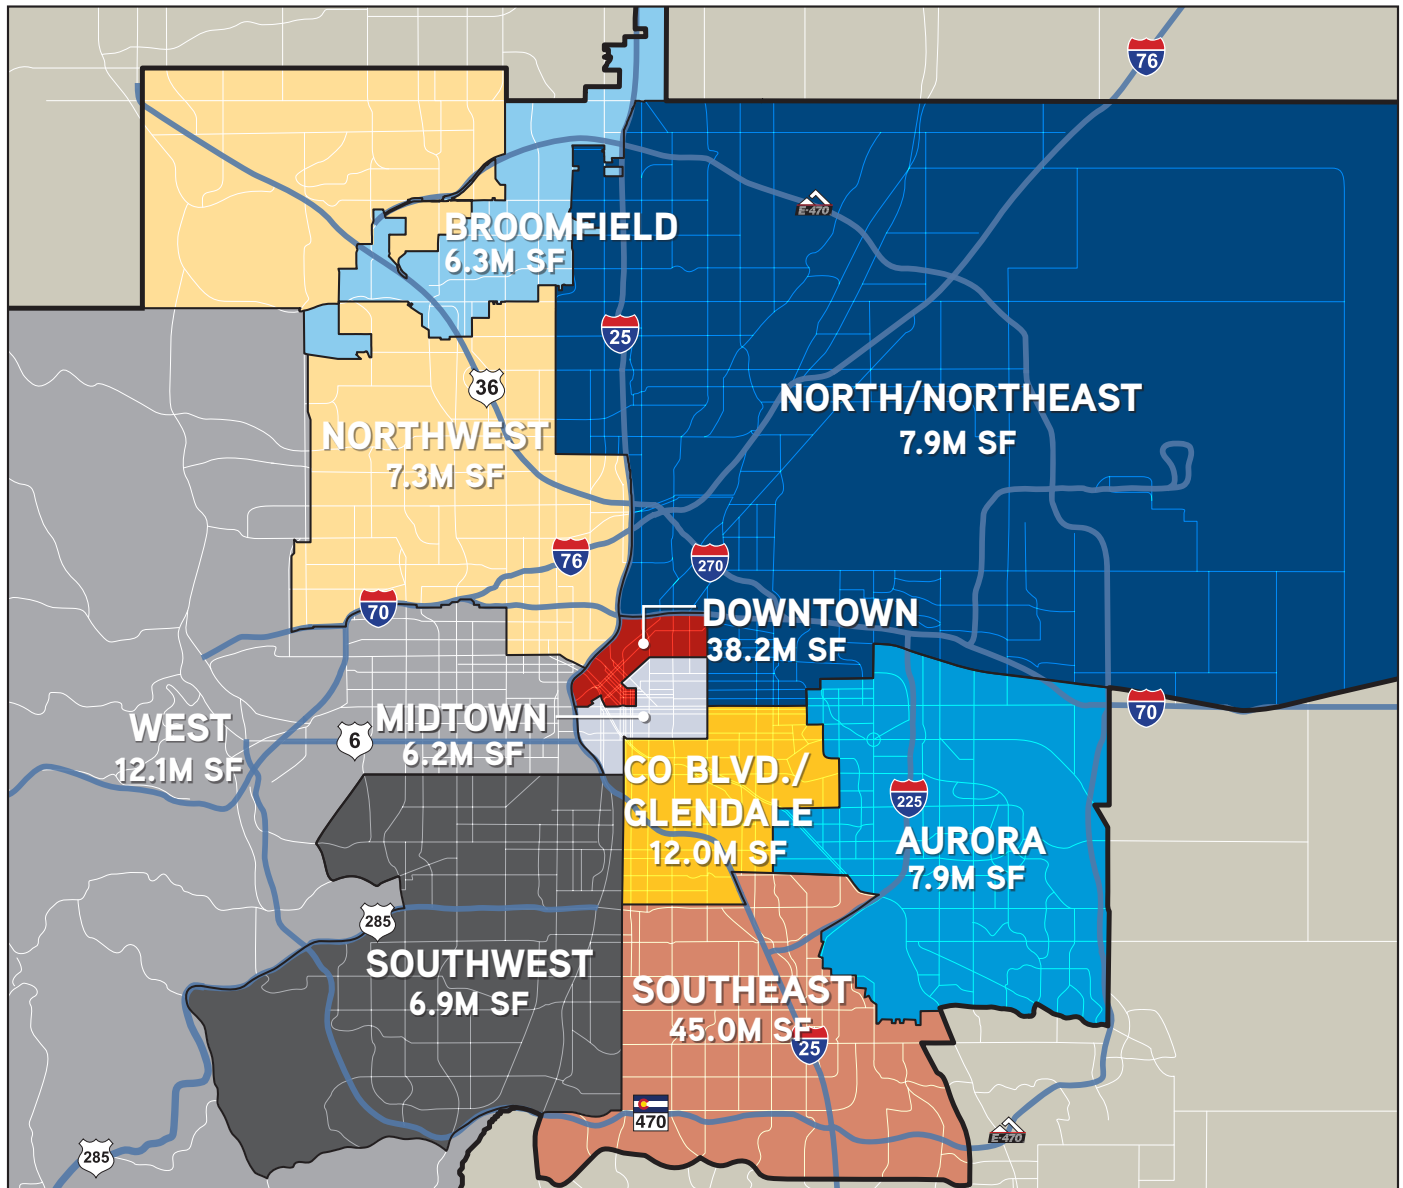 76
E-470
BROOMFIELD
6.3M SF
25
36
NORTH/NORTHEAST
7.9M SF
NORTHWEST
7.3M SF
76
270
70
DOWNTOWN
38.2M SF
70
WEST
12.1M SF
6
MIDTOWN
6.2M SF
CO BLVD./
GLENDALE
12.0M SF
225
AURORA
7.9M SF
285
SOUTHWEST
6.9M SF
SOUTHEAST
45.0M SF
25
470
E-470
285